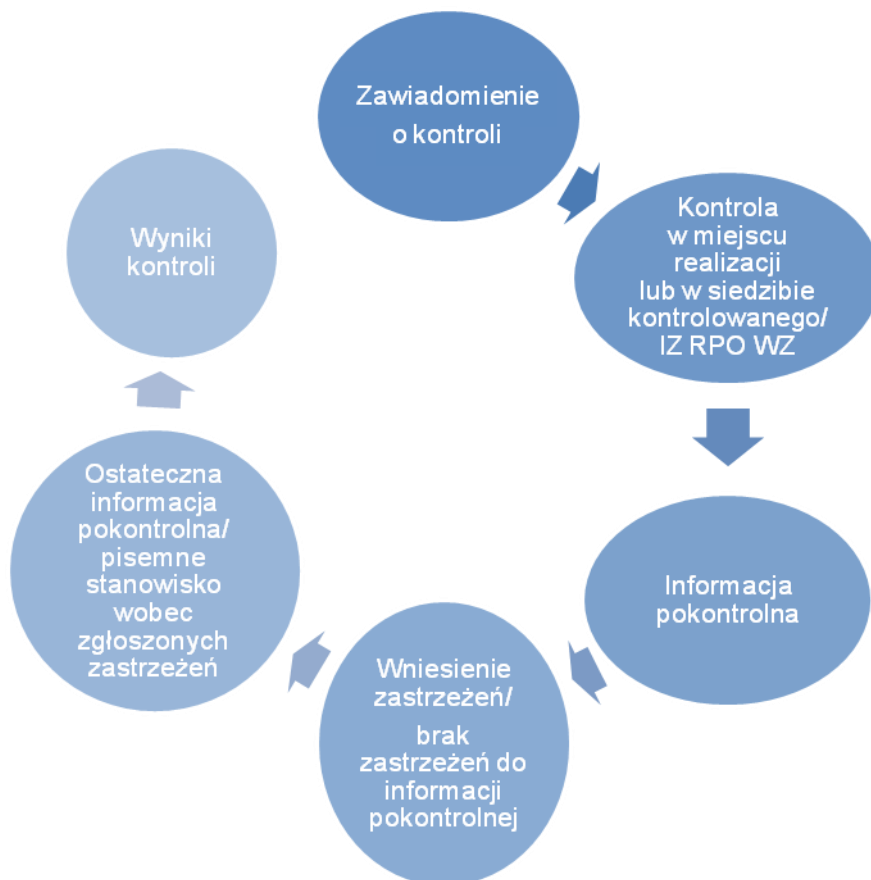 Zawiadomienie
o kontroli
Kontrola
w miejscu
realizacji
lub w siedzibie
kontrolowanego/
IZ RPO WZ
Informacja
pokontrolna
Wniesienie
zastrzeżeń/
brak
zastrzeżeń do
informacji
pokontrolnej
Ostateczna
informacja
pokontrolna/
pisemne
stanowisko
wobec
zgłoszonych
zastrzeżeń
Wyniki
kontroli